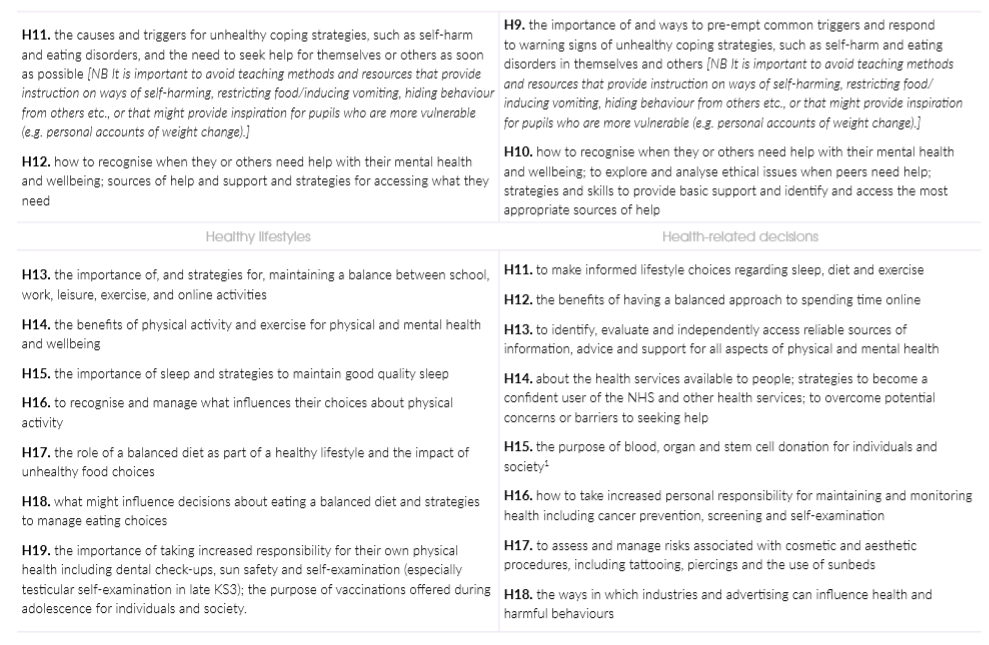 H11. the causes and triggers for unhealthy coping strategies, such as self-harm
and eating disorders, and the need to seek help for themselves or others as soon
as possible [NB It is important to avoid teaching methods and resources that provide
instruction on ways of self-harming, restricting food/inducing vomiting, hiding behaviour
from others etc., or that might provide inspiration for pupils who are more vulnerable
(e.g. personal accounts of weight change).]
H12. how to recognise when they or others need help with their mental health
and wellbeing; sources of help and support and strategies for accessing what they
need
H9. the importance of and ways to pre-empt common triggers and respond
to warning signs of unhealthy coping strategies, such as self-harm and eating
disorders in themselves and others [NB It is important to avoid teaching methods
and resources that provide instruction on ways of self-harming, restricting food/
inducing vomiting, hiding behaviour from others etc., or that might provide inspiration
for pupils who are more vulnerable (e.g. personal accounts of weight change).]
H10. how to recognise when they or others need help with their mental health
and wellbeing; to explore and analyse ethical issues when peers need help;
strategies and skills to provide basic support and identify and access the most
appropriate sources of help
Healthy lifestyles
Health-related decisions
H13. the importance of, and strategies for, maintaining a balance between school,
work, leisure, exercise, and online activities
H14. the benefits of physical activity and exercise for physical and mental health
and wellbeing
H15. the importance of sleep and strategies to maintain good quality sleep
H16. to recognise and manage what influences their choices about physical
activity
H17. the role of a balanced diet as part of a healthy lifestyle and the impact of
unhealthy food choices
H18. what might influence decisions about eating a balanced diet and strategies
to manage eating choices
H19. the importance of taking increased responsibility for their own physical
health including dental check-ups, sun safety and self-examination (especially
testicular self-examination in late KS3); the purpose of vaccinations offered during
adolescence for individuals and society.
H11. to make informed lifestyle choices regarding sleep, diet and exercise
H12. the benefits of having a balanced approach to spending time online
H13. to identify, evaluate and independently access reliable sources of
information, advice and support for all aspects of physical and mental health
H14. about the health services available to people; strategies to become a
confident user of the NHS and other health services; to overcome potential
concerns or barriers to seeking help
H15. the purpose of blood, organ and stem cell donation for individuals and
society¹
H16. how to take increased personal responsibility for maintaining and monitoring
health including cancer prevention, screening and self-examination
H17. to assess and manage risks associated with cosmetic and aesthetic
procedures, including tattooing, piercings and the use of sunbeds
H18. the ways in which industries and advertising can influence health and
harmful behaviours